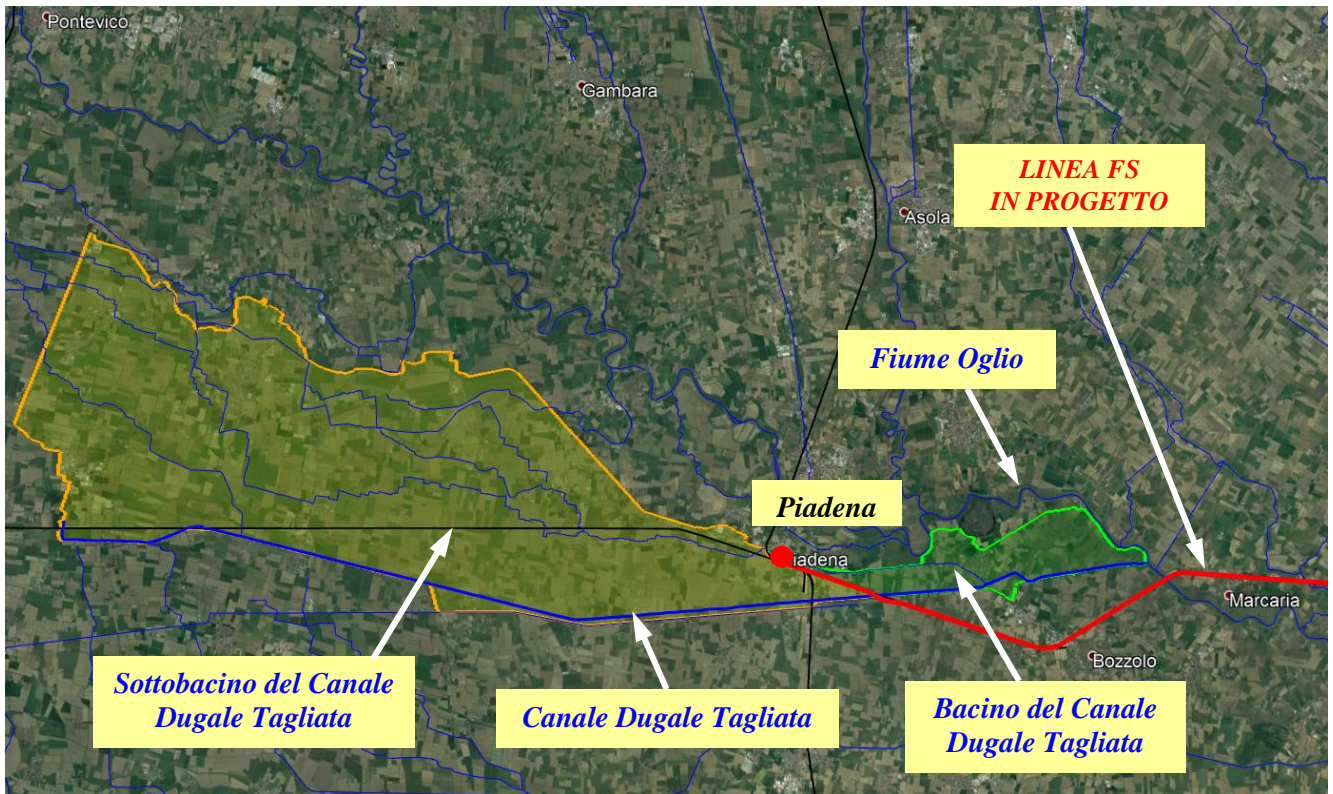 Pontevico
Gambara
LINEA FS
IN PROGETTO
Asola
Fiume Oglio
Piadena
iadena
Marcaria
Bozzolo
Sottobacino del Canale
Dugale Tagliata
Canale Dugale Tagliata
Bacino del Canale
Dugale Tagliata